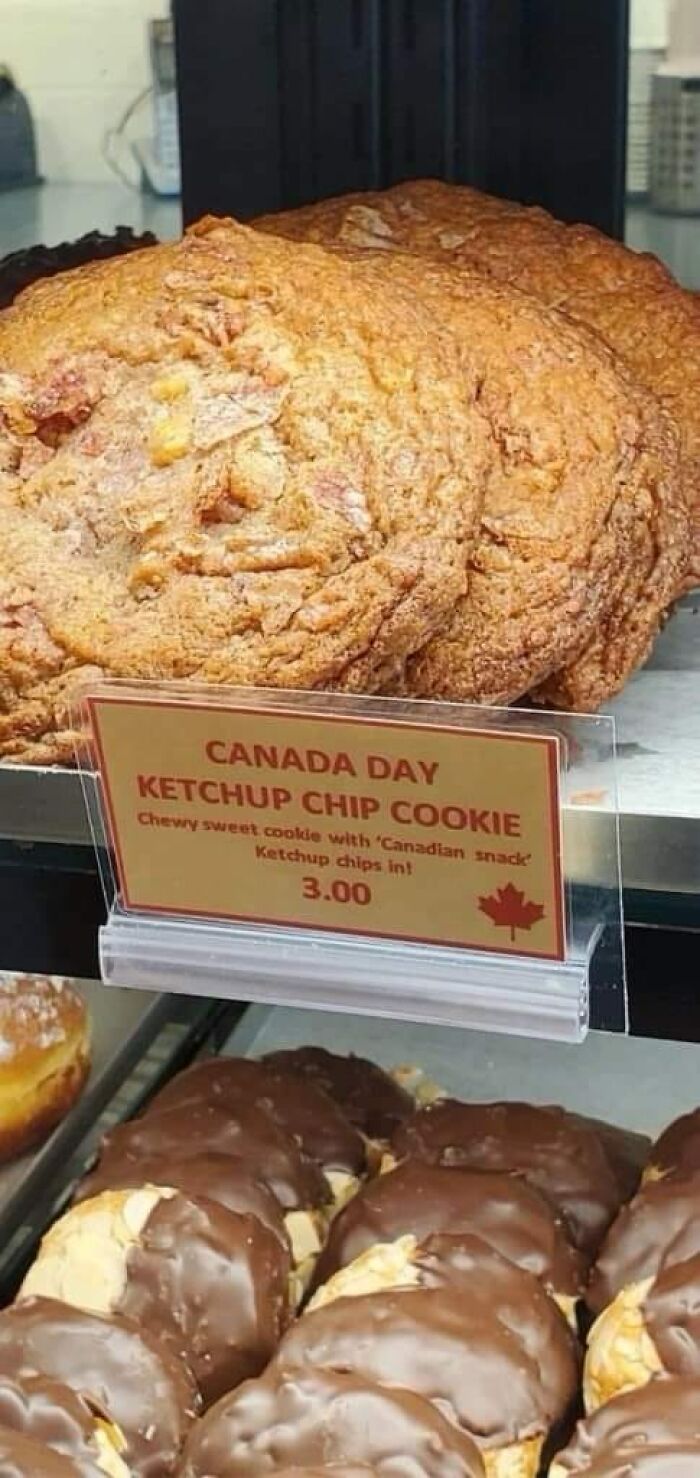 CANADA DAY
KETCHUP CHIP COOKIE
Chewy sweet cookie with 'Canadian snack'
Ketchup chips in!
3.00